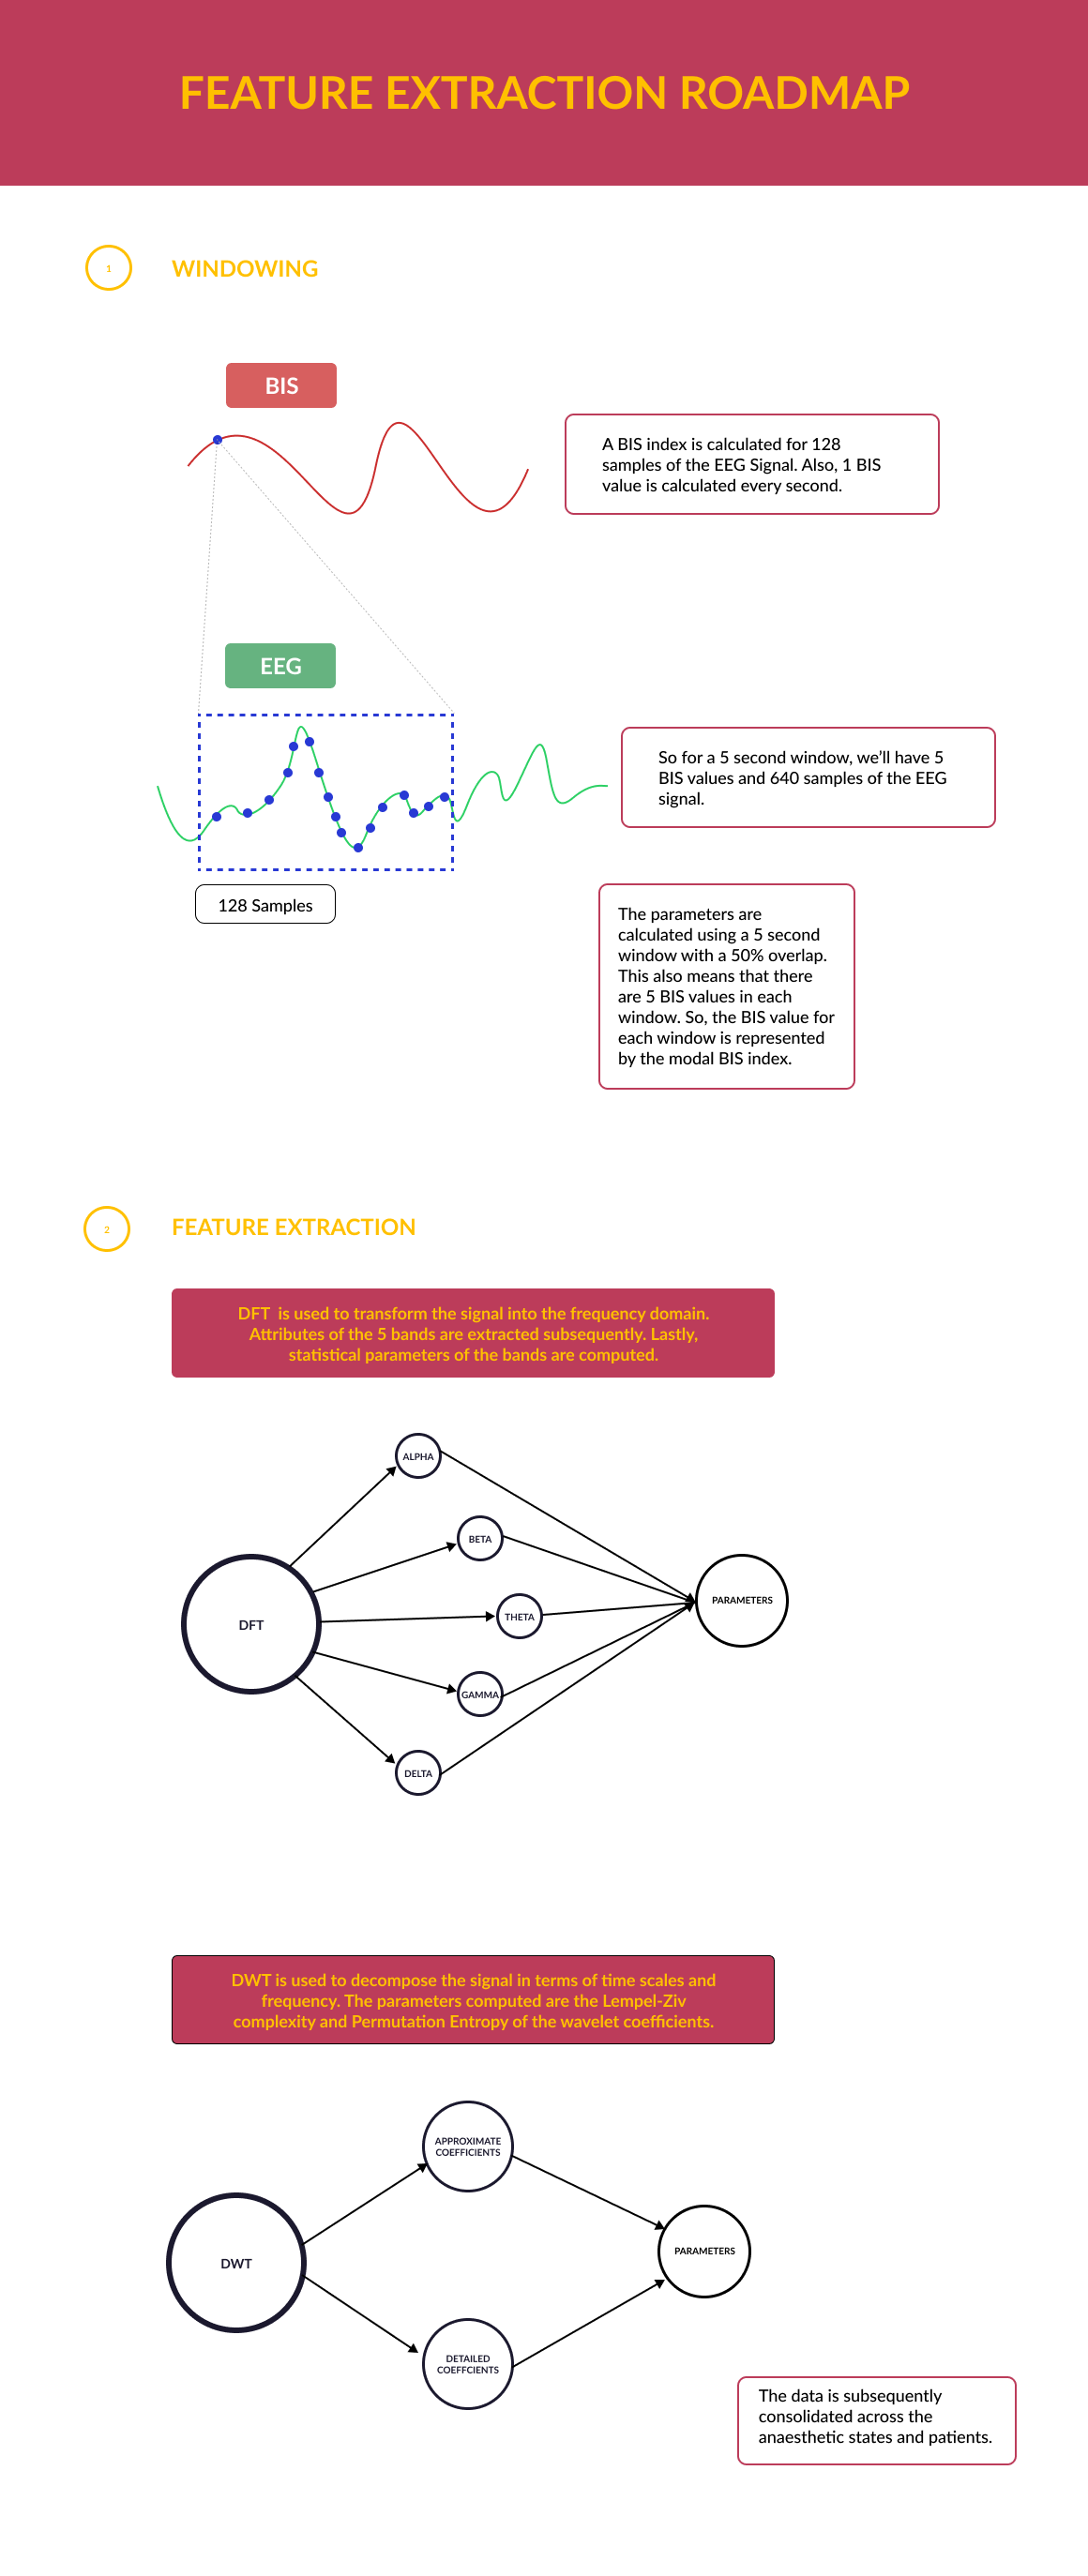 FEATURE EXTRACTION ROADMAP
1
WINDOWING
BIS
A BIS index is calculated for 128
samples of the EEG Signal. Also, 1 BIS
value is calculated every second.
EEG
So for a 5 second window, we’ll have 5
BIS values and 640 samples of the EEG
signal.
128 Samples
The parameters are
calculated using a 5 second
window with a 50% overlap.
This also means that there
are 5 BIS values in each
window. So, the BIS value for
each window is represented
by the modal BIS index.
2
FEATURE EXTRACTION
DFT is used to transform the signal into the frequency domain.
Attributes of the 5 bands are extracted subsequently. Lastly,
statistical parameters of the bands are computed.
ALPHA
BETA
THETA
GAMMA
DELTA
DFT
PARAMETERS
DWT is used to decompose the signal in terms of time scales and
frequency. The parameters computed are the Lempel-Ziv
complexity and Permutation Entropy of the wavelet coefficients.
APPROXIMATE
COEFFICIENTS
DWT
PARAMETERS
DETAILED
COEFFCIENTS
The data is subsequently
consolidated across the
anaesthetic states and patients.